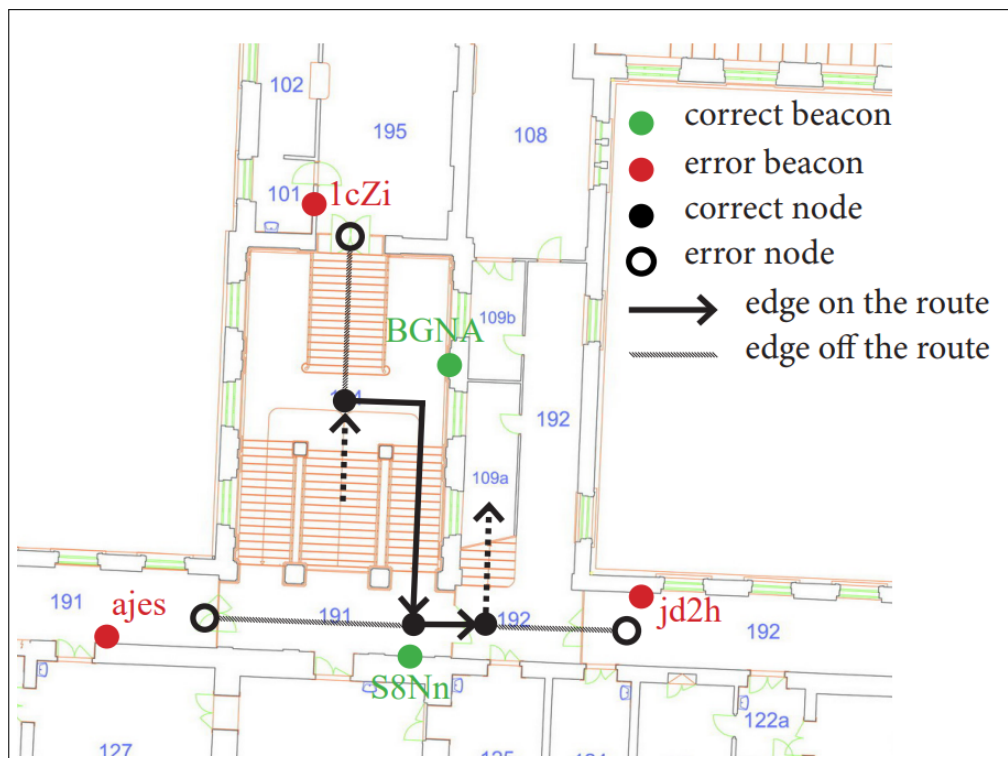 102
195
108
correct beacon
error beacon
101
1cZi
correct node
error node
109b
edge on the route
BGNA
edge off the route
192
109a
191
ajes
191
192
jd2h
192
S8Nn
122a
127